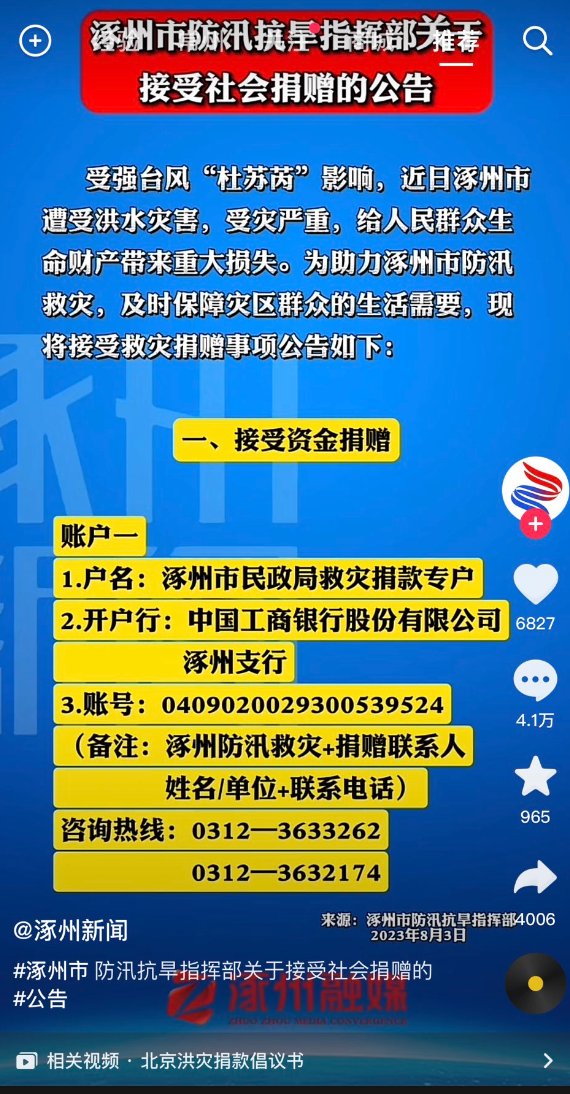 推荐
涿州市防汛抗旱指挥部关于
接受社会捐赠的公告
受强台风“杜苏芮”影响，近日涿州市
遭受洪水灾害，受灾严重，给人民群众生
命财产带来重大损失。为助力涿州市防汛
救灾，及时保障灾区群众的生活需要，现
将接受救灾捐赠事项公告如下：
一、接受资金捐赠
账户一
1.户名：涿州市民政局救灾捐款专户
2.开户行：中国工商银行股份有限公司
涿州支行
3.账号：0409020029300539524
（备注：涿州防汛救灾+捐赠联系人
姓名/单位+联系电话）
咨询热线：0312—3633262
0312—3632174
6827
4.1万
965
4006
来源：涿州市防汛抗旱指挥部
2023年8月3日
@涿州新闻
#涿州市 防汛抗旱指挥部关于接受社会捐赠的
#公告
涿州融媒
ZHUO ZHOU MEDIA CONVERGENCE
相关视频 · 北京洪灾捐款倡议书